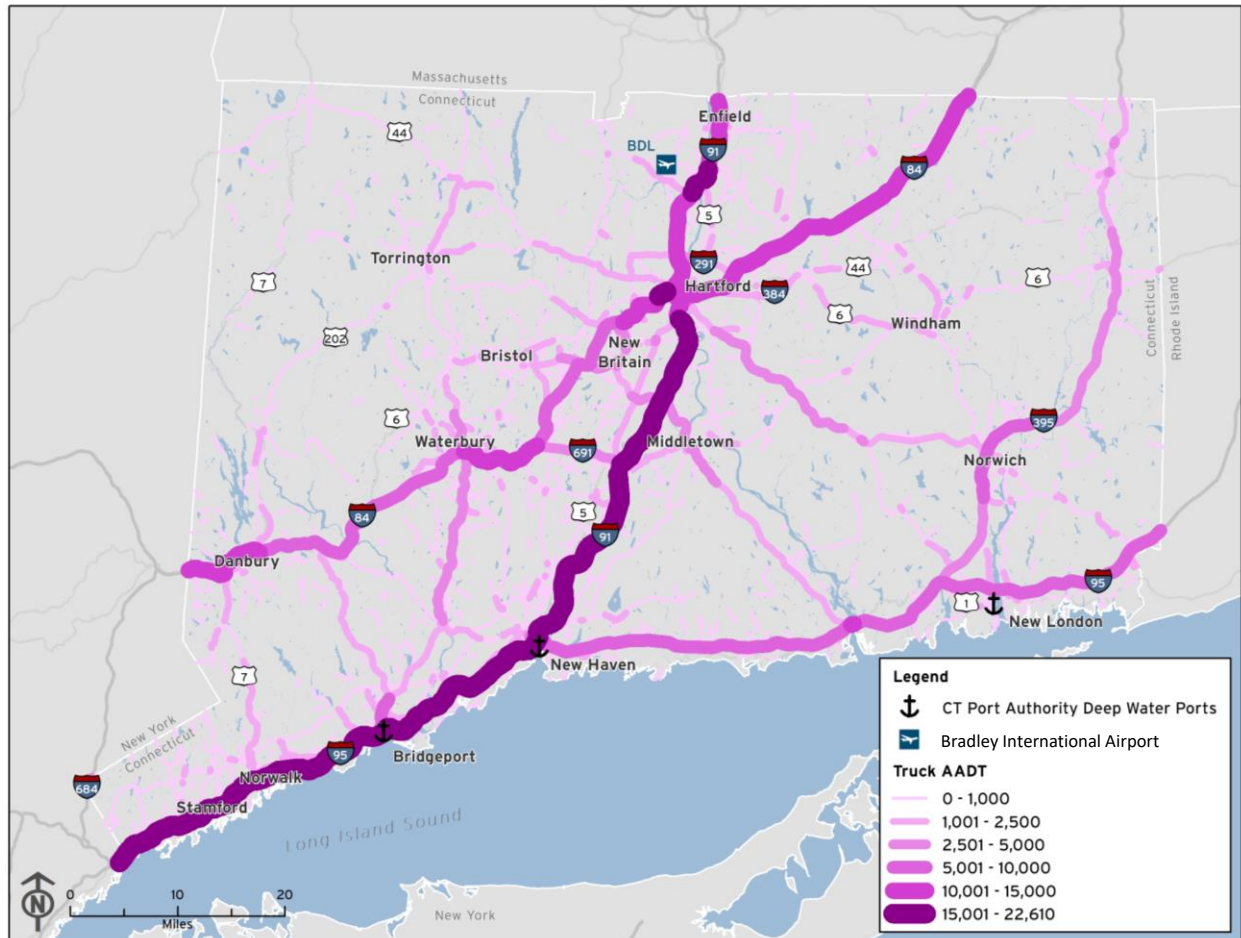 Massachusetts
Connecticut
Enfield
44
91
BDL
84
5
7
Torrington
291
44
Hartford
384
6
Connecticut
Rhode Island
6
Windham
202
Bristol
New
Britain
6
395
Waterbury
Middletown
691
Norwich
5
84
91
Danbury
95
1
New London
New Haven
7
New York
Connecticut
95
Bridgeport
Norwalk
684
Stamford
Long Island Sound
N
0
10
20
Miles
New York
Legend
CT Port Authority Deep Water Ports
Bradley International Airport
Truck AADT
0 - 1,000
1,001 - 2,500
2,501 - 5,000
5,001 - 10,000
10,001 - 15,000
15,001 - 22,610